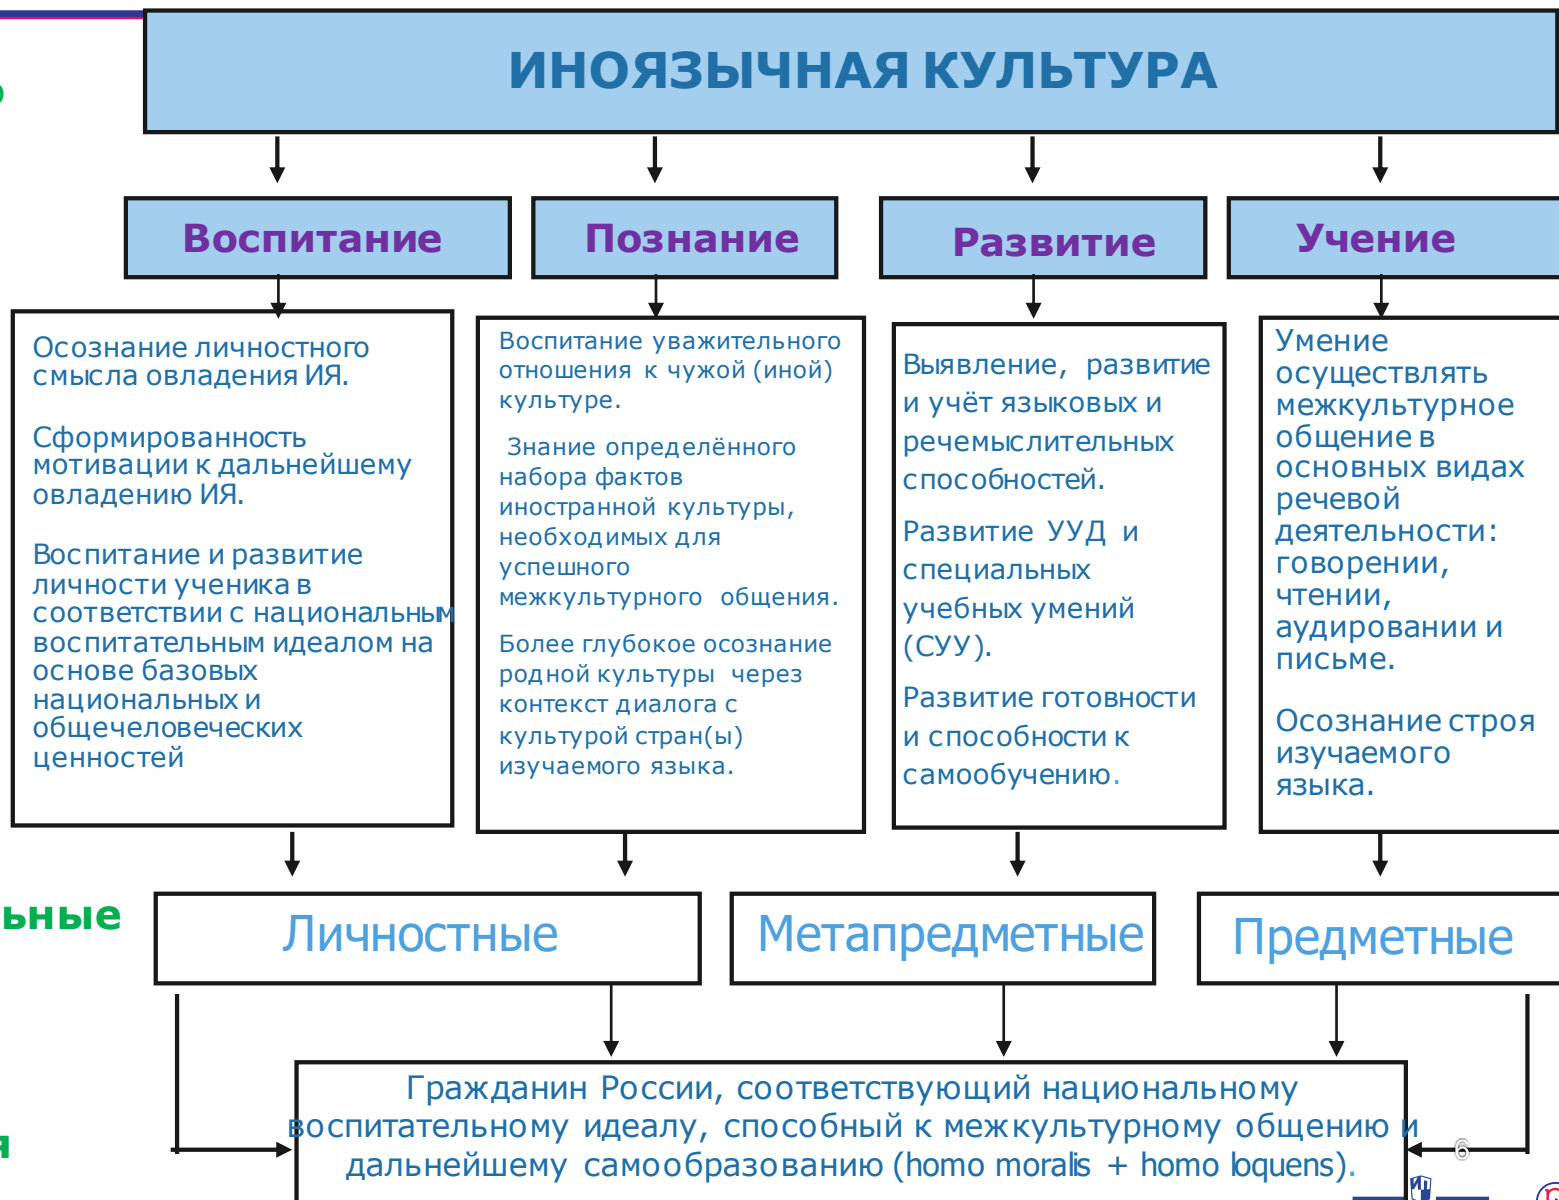 ИНОЯЗЫЧНАЯ КУЛЬТУРА
Воспитание
Познание
Развитие
Учение
Осознание личностного
смысла овладения ИЯ.
Сформированность
мотивации к дальнейшему
овладению ИЯ.
Воспитание и развитие
личности ученика в
соответствии с национальным
воспитательным идеалом на
основе базовых
национальных и
общечеловеческих
ценностей
Воспитание уважительного
отношения к чужой (иной)
культуре.
Знание определённого
набора фактов
иностранной культуры,
необходимых для
успешного
межкультурного общения.
Более глубокое осознание
родной культуры через
контекст диалога с
культурой стран(ы)
изучаемого языка.
Выявление, развитие
и учёт языковых и
речемыслительных
способностей.
Развитие УУД и
специальных
учебных умений
(СУУ).
Развитие готовности
и способности к
самообучению.
Умение
осуществлять
межкультурное
общение в
основных видах
речевой
деятельности:
говорении,
чтении,
аудировании и
письме.
Осознание строя
изучаемого
языка.
ьные
Личностные
Метапредметные
Предметные
Гражданин России, соответствующий национальному
воспитательному идеалу, способный к межкультурному общению и
дальнейшему самообразованию (homo moralis + homo loquens).
я
6